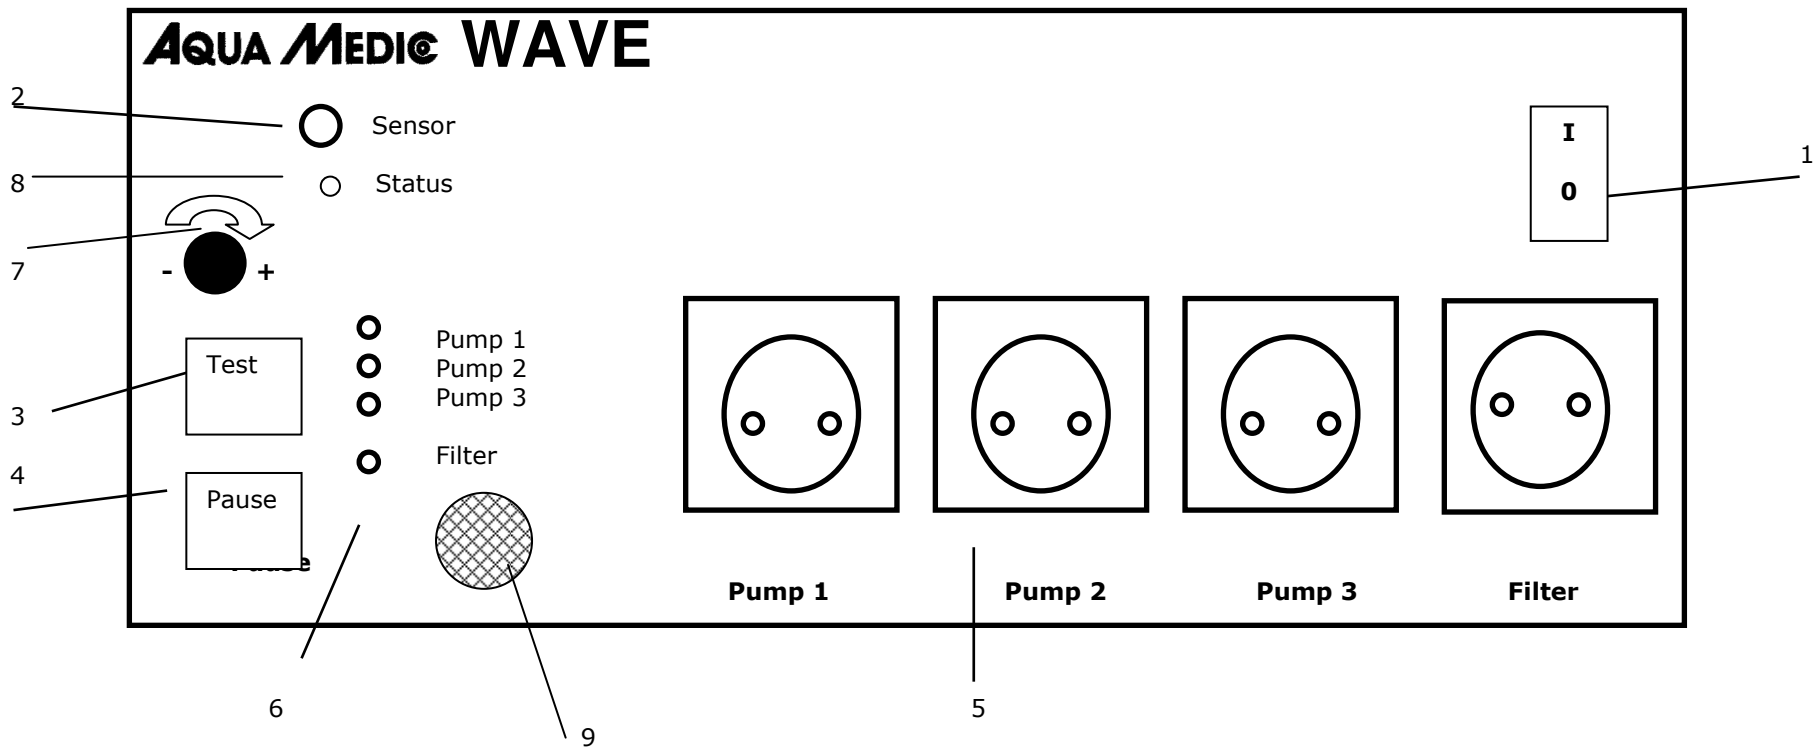 AQUA MEDIC WAVE
2
Sensor
I
1
8
Status
0
7
- +
Pump 1
Test
Pump 2
3
Pump 3
4
Filter
Pause
Pause
Pump 1
Pump 2
Pump 3
Filter
6
5
9